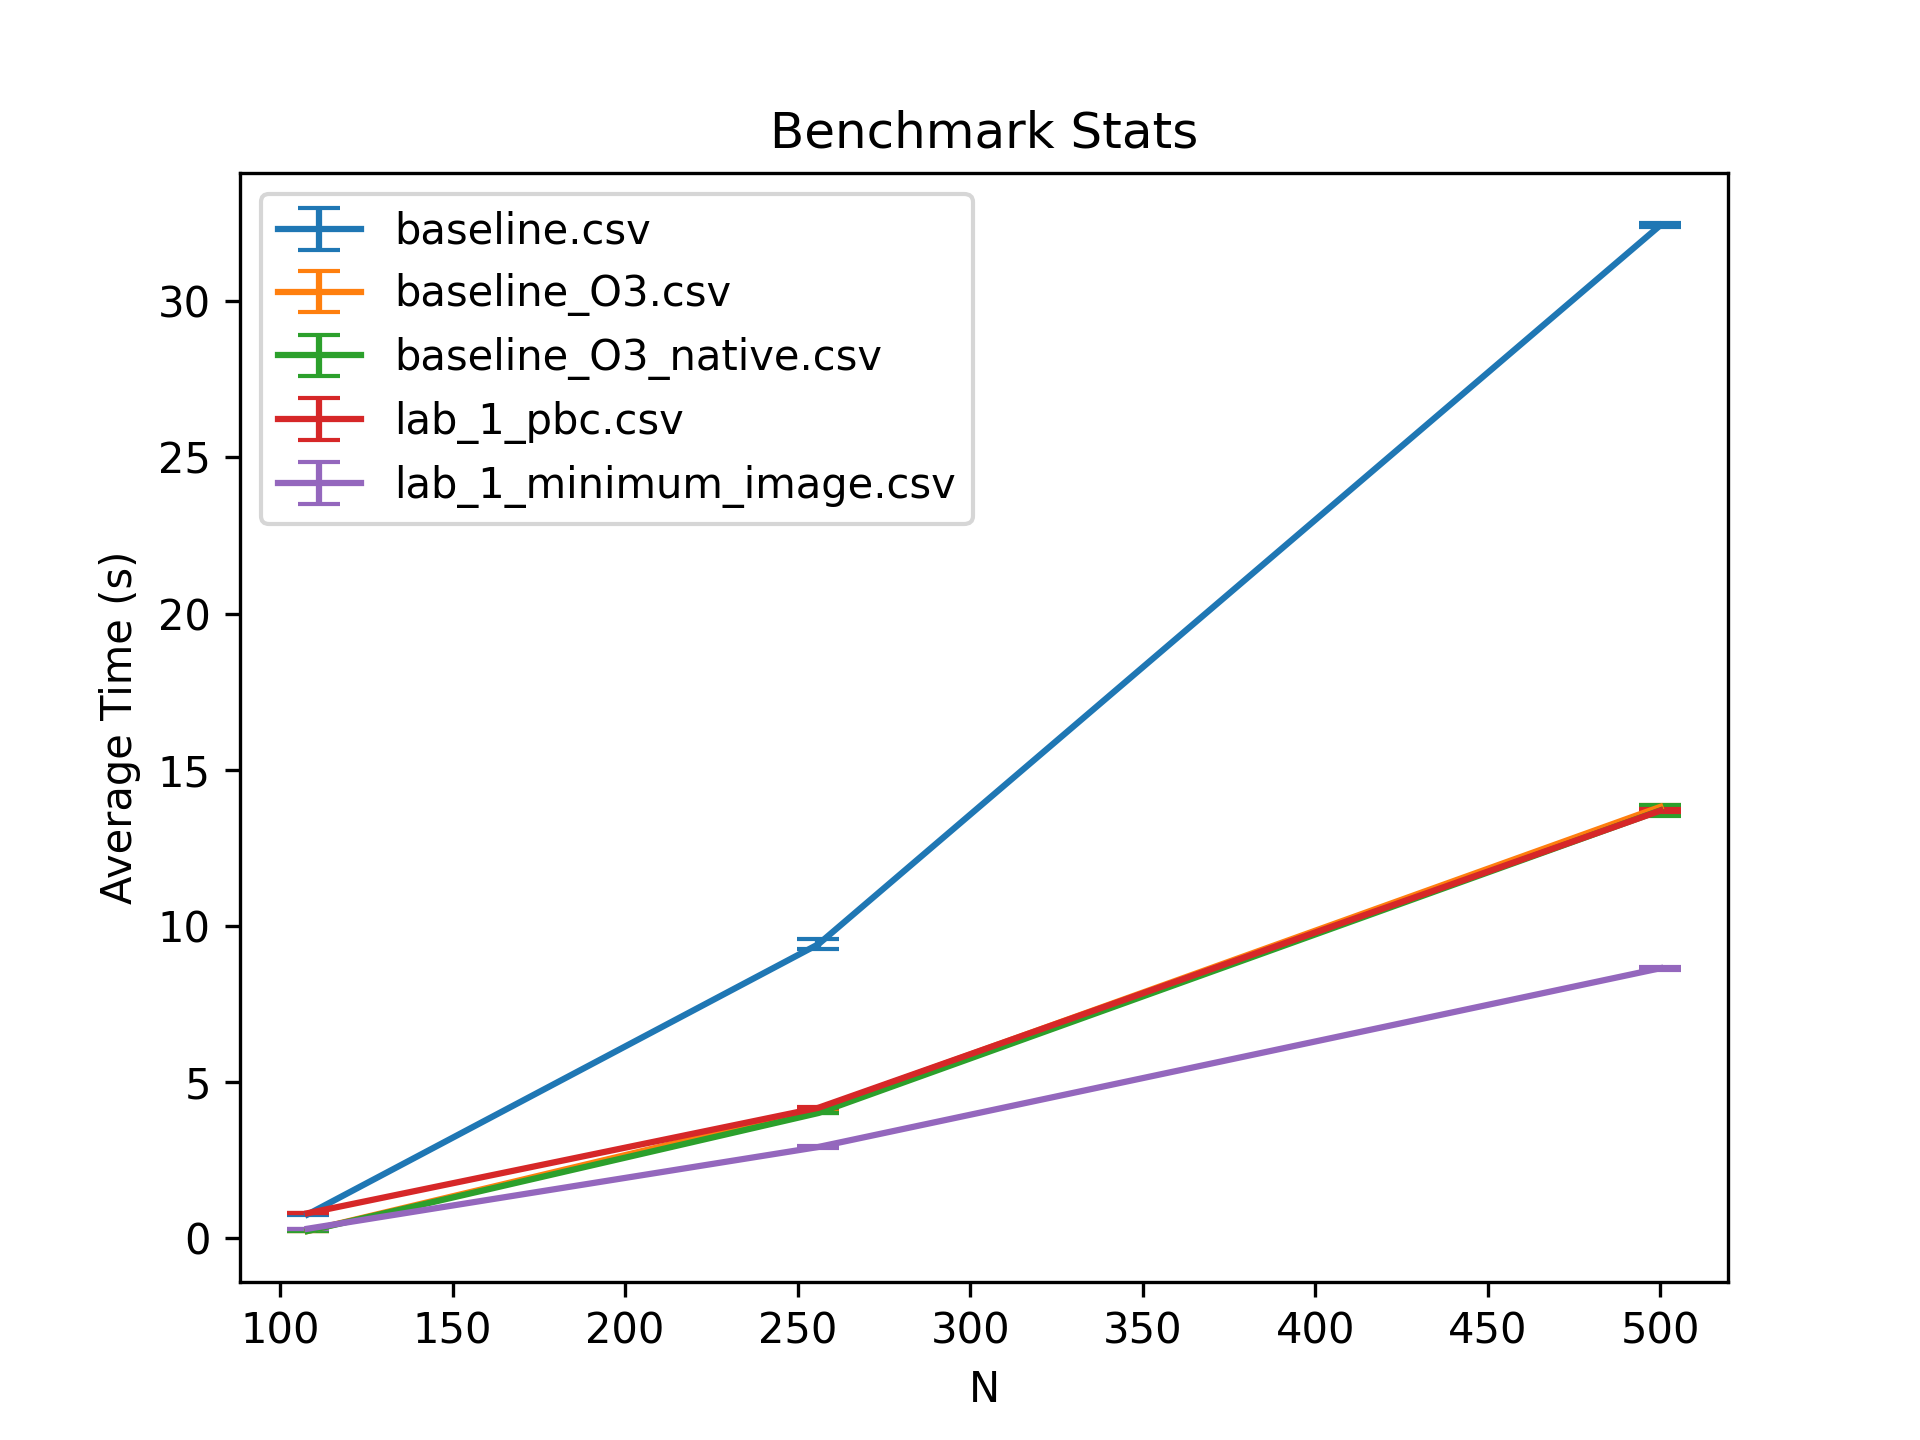 Benchmark Stats
baseline.csv
baseline_O3.csv
baseline_O3_native.csv
lab_1_pbc.csv
lab_1_minimum_image.csv
Average Time (s)
30
25
20
15
10
5
0
100 150 200 250 300 350 400 450 500
N